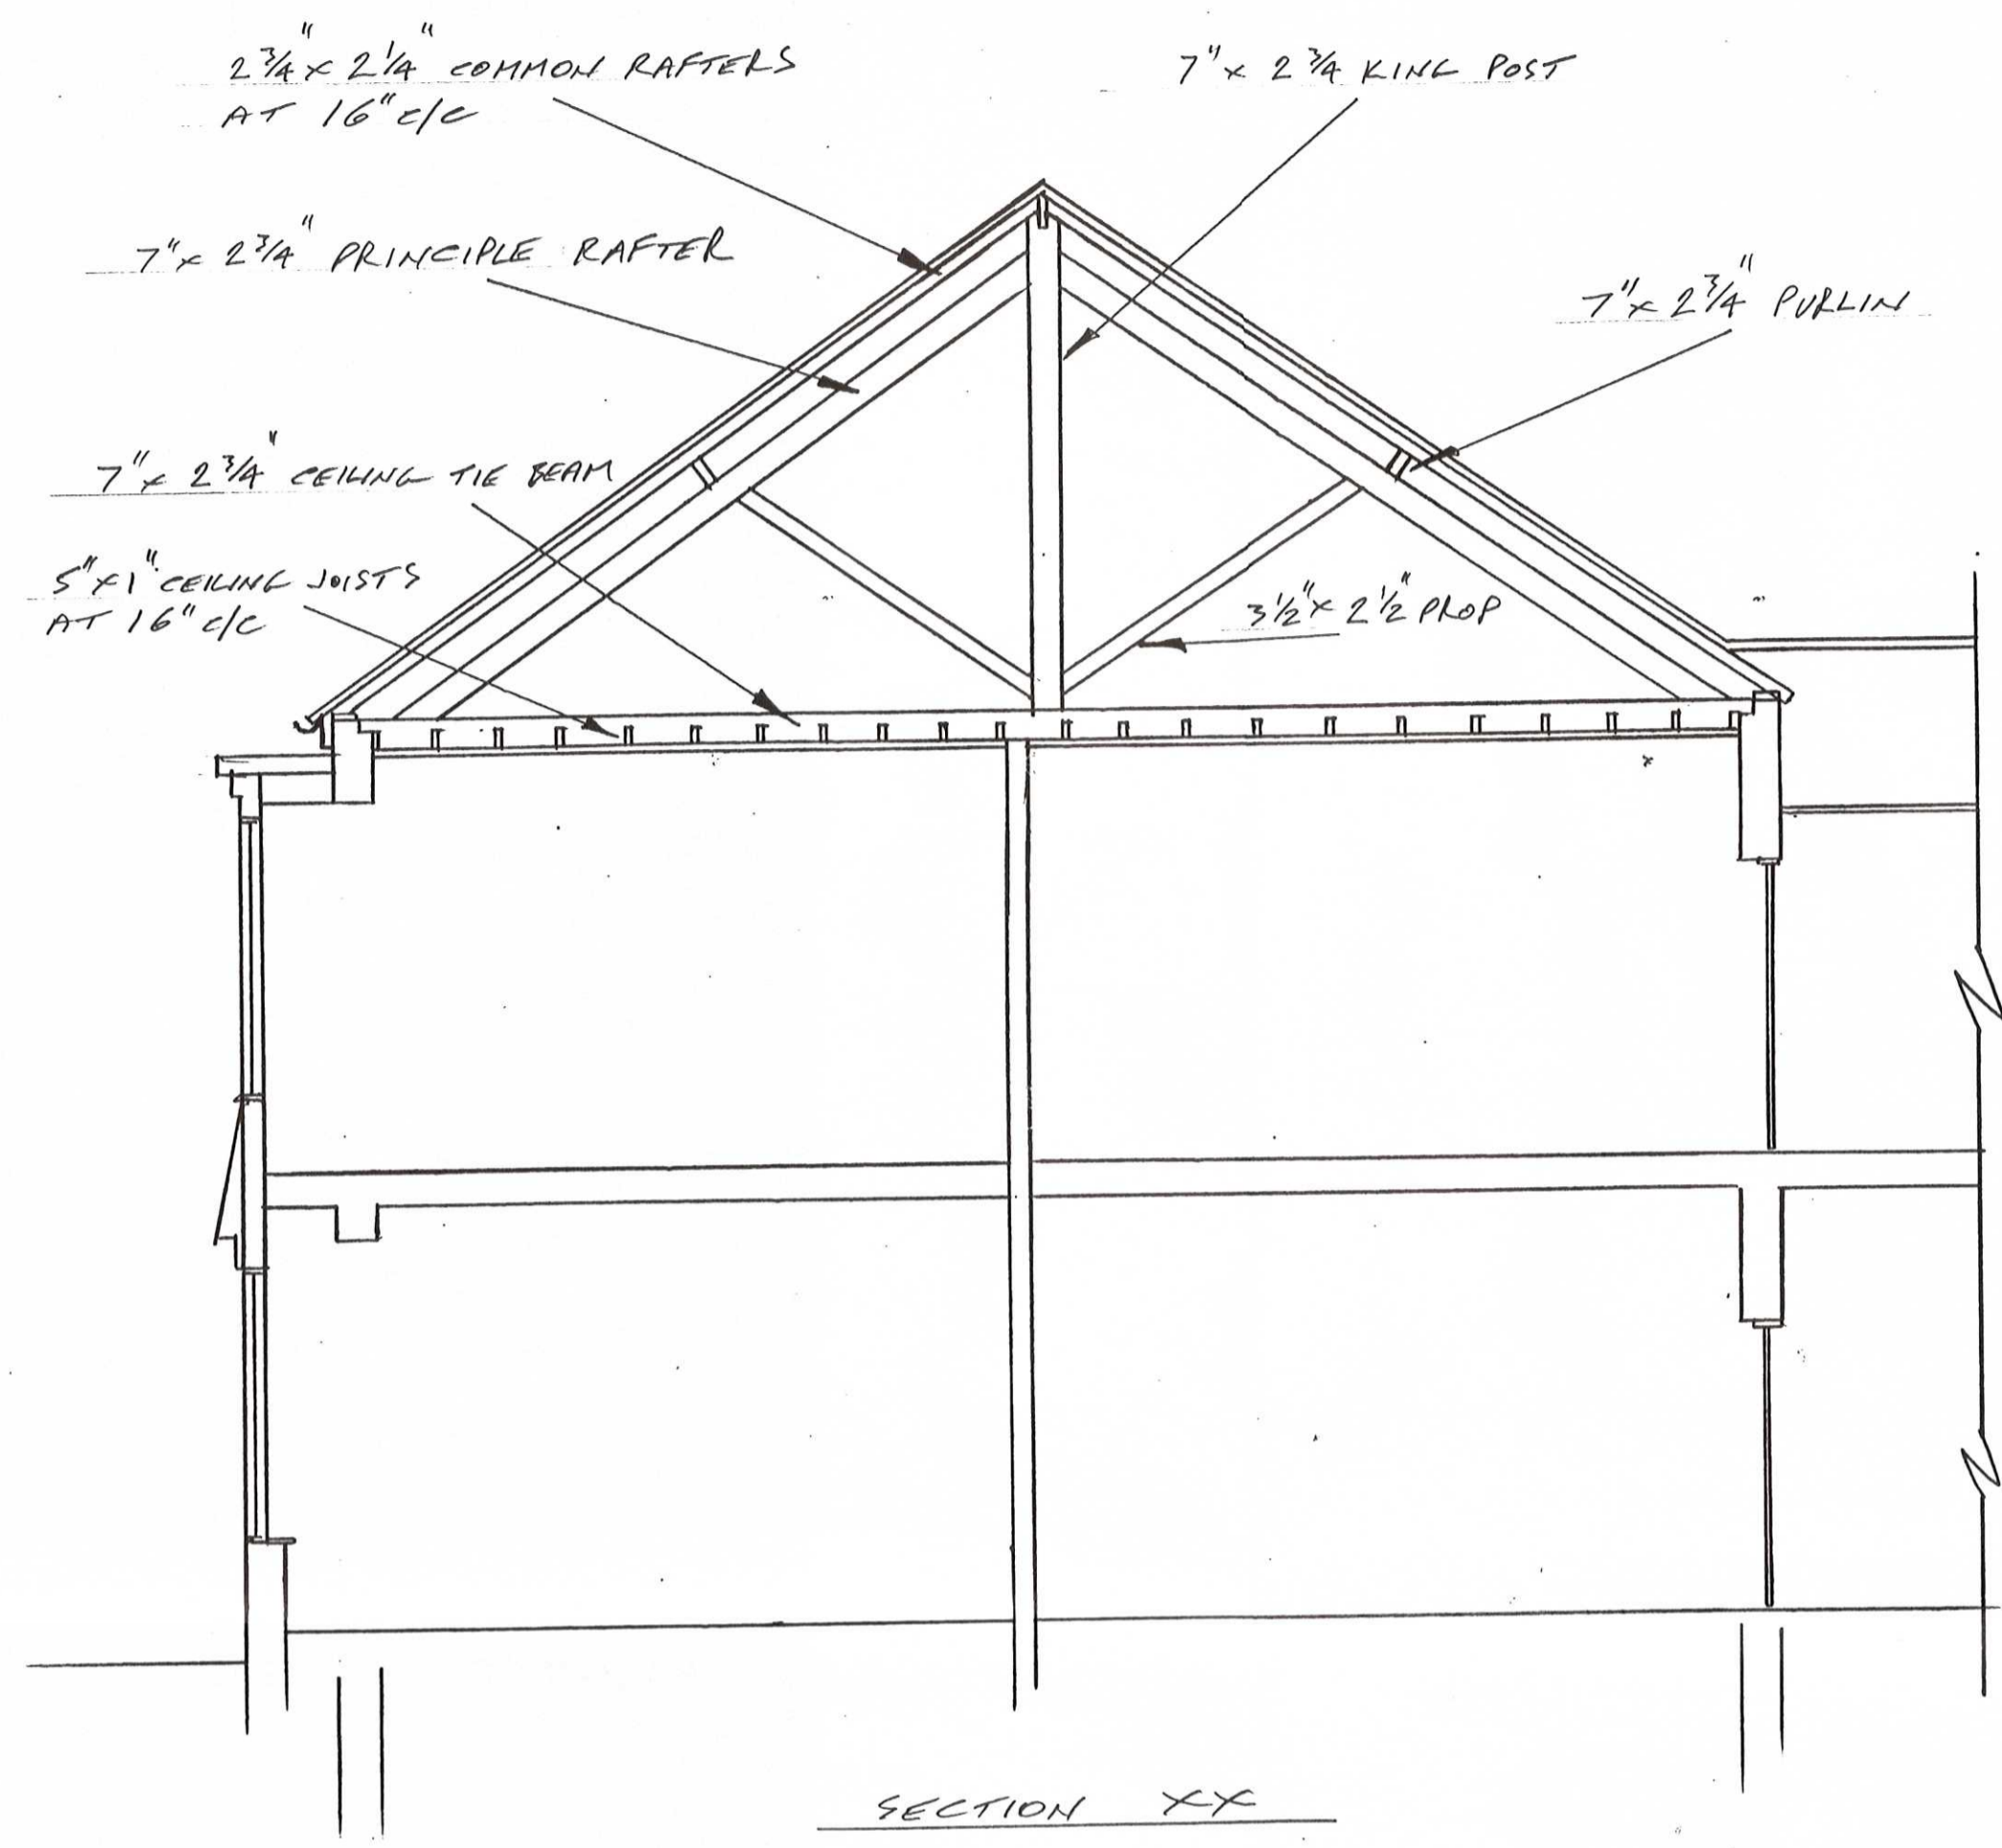 2 3/4" x 2 1/4" COMMON RAFTERS
AT 16" c/c
7" x 2 3/4 KING POST
7" x 2 3/4" PRINCIPLE RAFTER
7" x 2 3/4" PURLIN
7" x 2 3/4" CEILING TIE BEAM
5" x 1" CEILING JOISTS
AT 16" c/c
3 1/2" x 2 1/2" PROP
SECTION XX